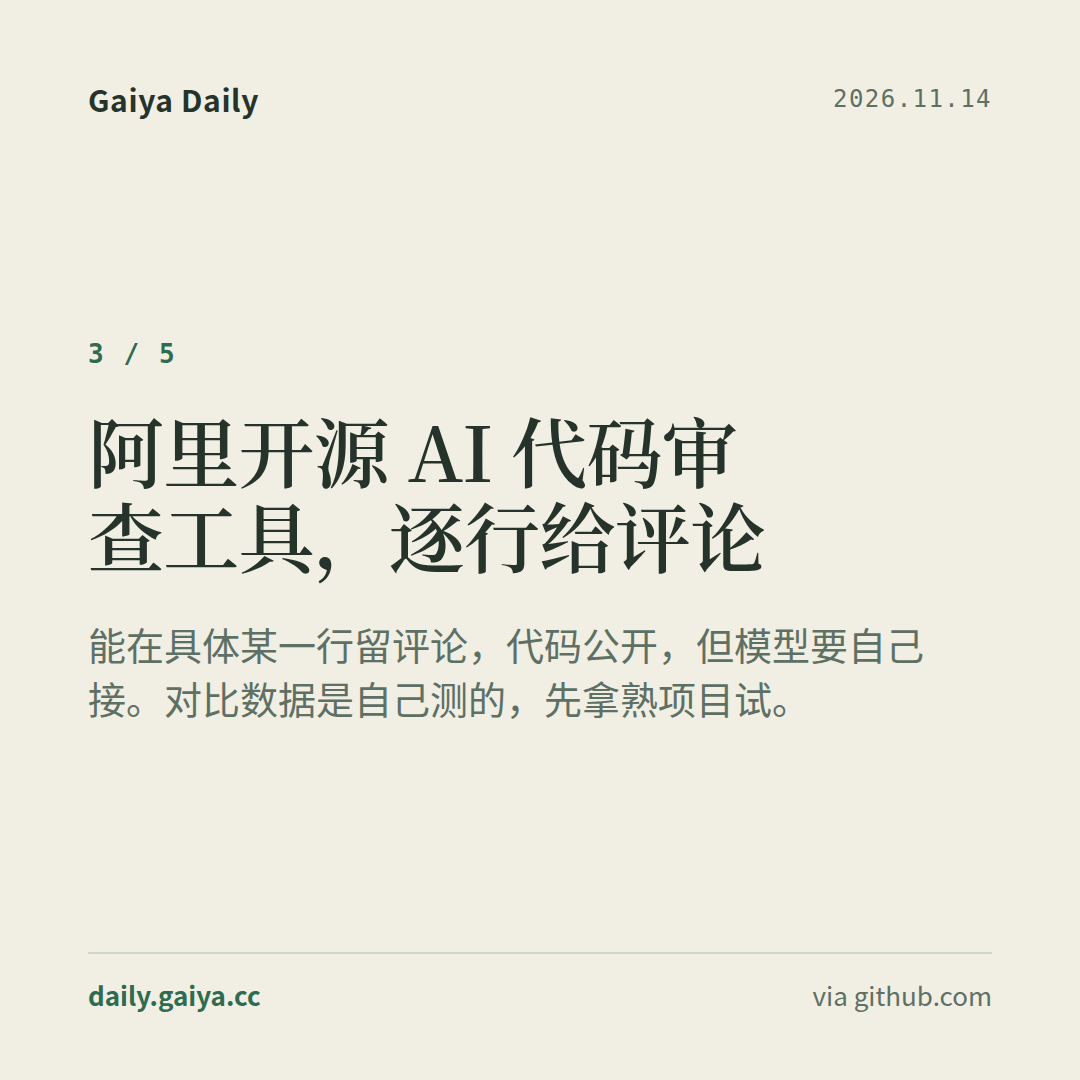 Gaiya Daily
2026.11.14
3 / 5
阿里开源 AI 代码审
查工具，逐行给评论
能在具体某一行留评论，代码公开，但模型要自己
接。对比数据是自己测的，先拿熟项目试。
daily.gaiya.cc
via github.com